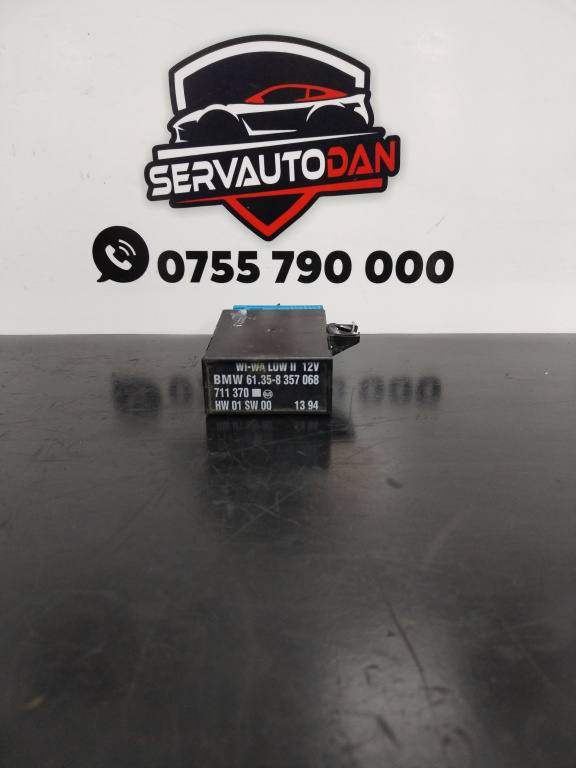 SERVAUTODAN
0755 790 000
WI-WA LOW II 12V
BMW 61.35-8 357 068
711 370
HW 01 SW 00 13 94